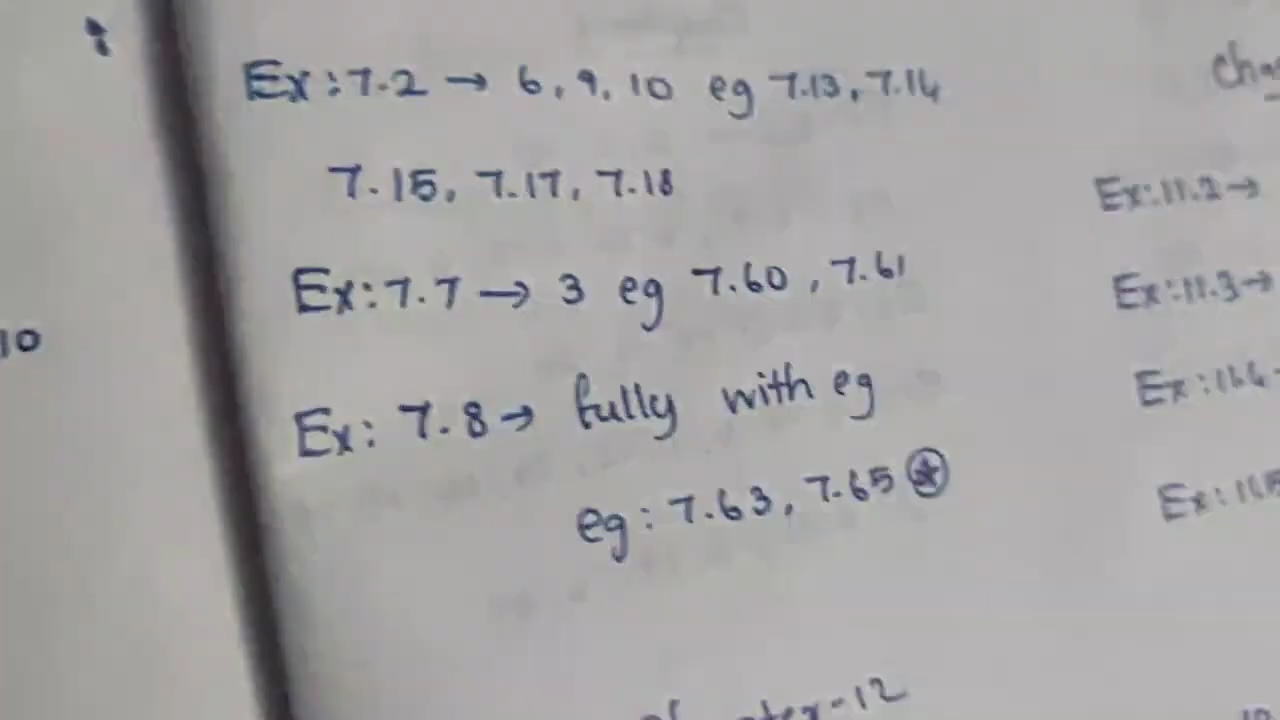 Ex: 7.2 → 6, 9, 10 eg 7.13, 7.14
7.15, 7.17, 7.18
Ex: 7.7 → 3 eg 7.60, 7.61
Ex: 7.8 → fully with eg
eg: 7.63, 7.65
10
Ex: 11.2 →
Ex: 11.3 →
-12